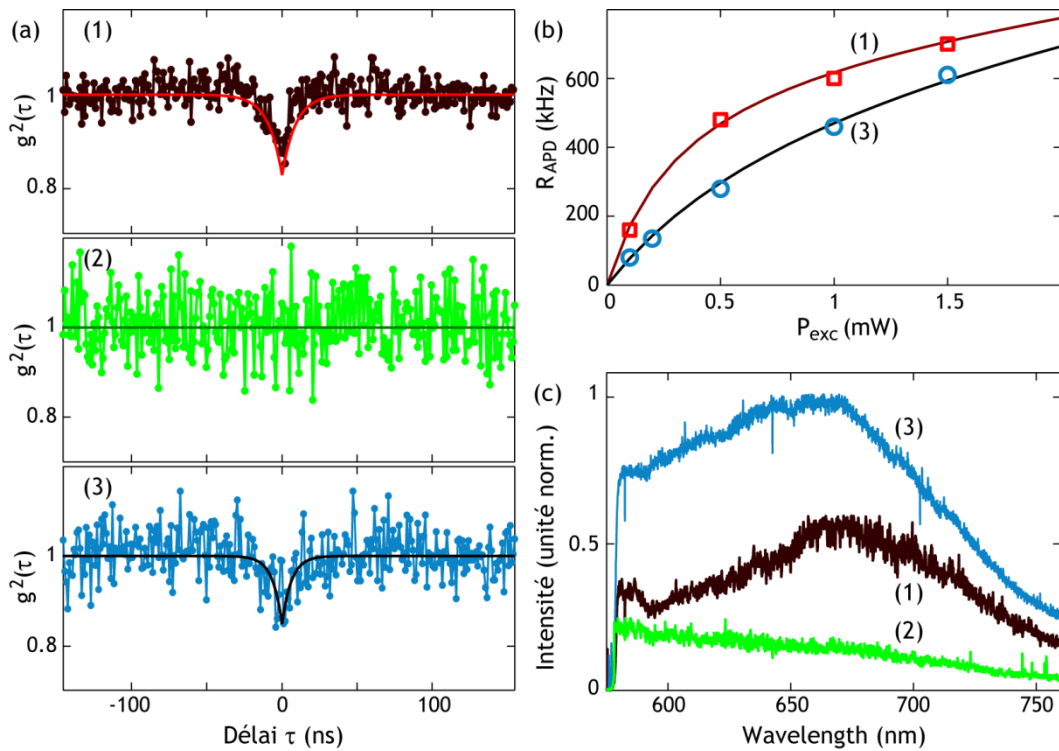 (a)
(1)
g²(τ)
1
0.8
(2)
g²(τ)
1
0.8
(3)
g²(τ)
1
0.8
-100 0 100
Délai τ (ns)
(b)
R_APD (kHz)
600
400
200
0
(1)
(3)
0.5 1 1.5
P_exc (mW)
(c)
Intensité (unité norm.)
1
0.5
0
(3)
(1)
(2)
600 650 700 750
Wavelength (nm)